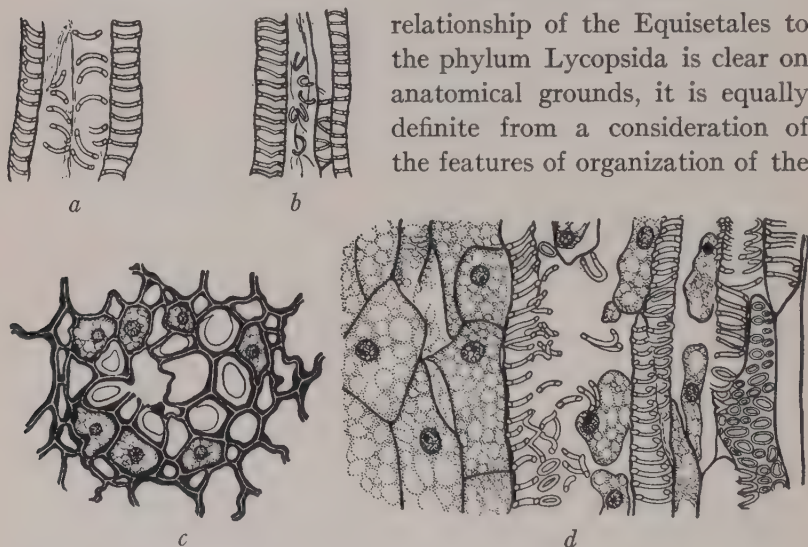 relationship of the Equisetales to
the phylum Lycopsida is clear on
anatomical grounds, it is equally
definite from a consideration of
the features of organization of the
a
b
c
d